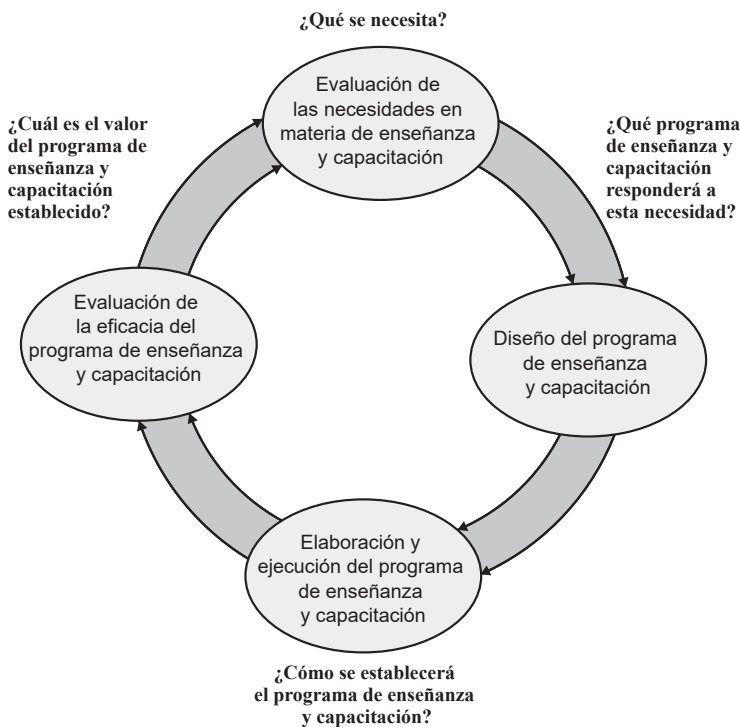 ¿Qué se necesita?
Evaluación de
las necesidades en
materia de enseñanza
y capacitación
¿Cuál es el valor
del programa de
enseñanza y
capacitación
establecido?
¿Qué programa
de enseñanza y
capacitación
responderá a
esta necesidad?
Evaluación de
la eficacia del
programa de enseñanza
y capacitación
Diseño del programa
de enseñanza
y capacitación
Elaboración y
ejecución del programa
de enseñanza
y capacitación
¿Cómo se establecerá
el programa de enseñanza
y capacitación?